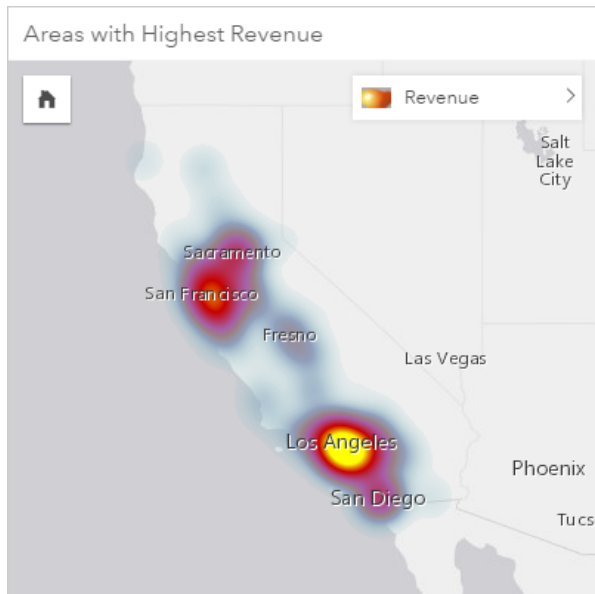 Areas with Highest Revenue
Revenue
Salt
Lake
City
Sacramento
San Francisco
Fresno
Las Vegas
Los Angeles
Phoenix
San Diego
Tucs